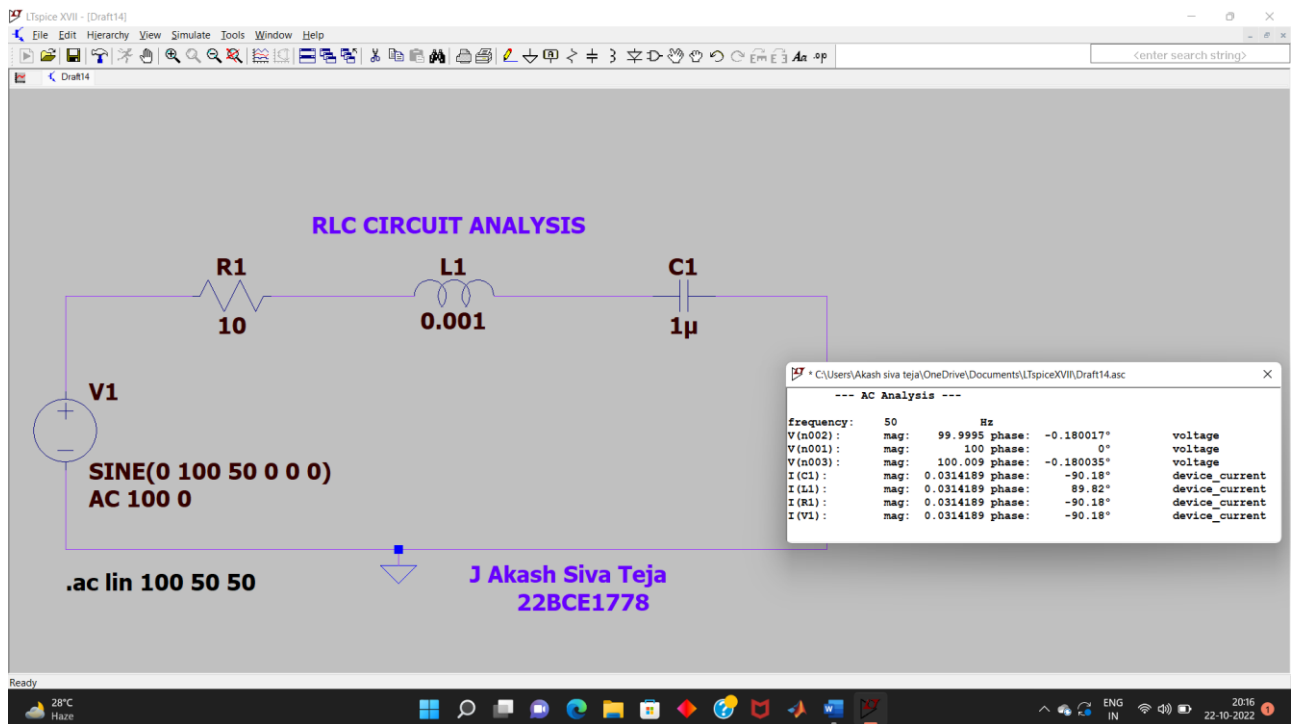 LTspice XVII - [Draft14]
File Edit Hierarchy View Simulate Tools Window Help
Aa .op
<enter search string>
Draft14
RLC CIRCUIT ANALYSIS
R1 L1 C1
10 0.001 1µ
V1
SINE(0 100 50 0 0 0)
AC 100 0
.ac lin 100 50 50
J Akash Siva Teja
22BCE1778
* C:\Users\Akash siva teja\OneDrive\Documents\LTspiceXVII\Draft14.asc
--- AC Analysis ---
frequency: 50 Hz
V(n002): mag: 99.9995 phase: -0.180017° voltage
V(n001): mag: 100 phase: 0° voltage
V(n003): mag: 100.009 phase: -0.180035° voltage
I(C1): mag: 0.0314189 phase: -90.18° device_current
I(L1): mag: 0.0314189 phase: 89.82° device_current
I(R1): mag: 0.0314189 phase: -90.18° device_current
I(V1): mag: 0.0314189 phase: -90.18° device_current
Ready
28°C
Haze
ENG
IN
20:16
22-10-2022
1